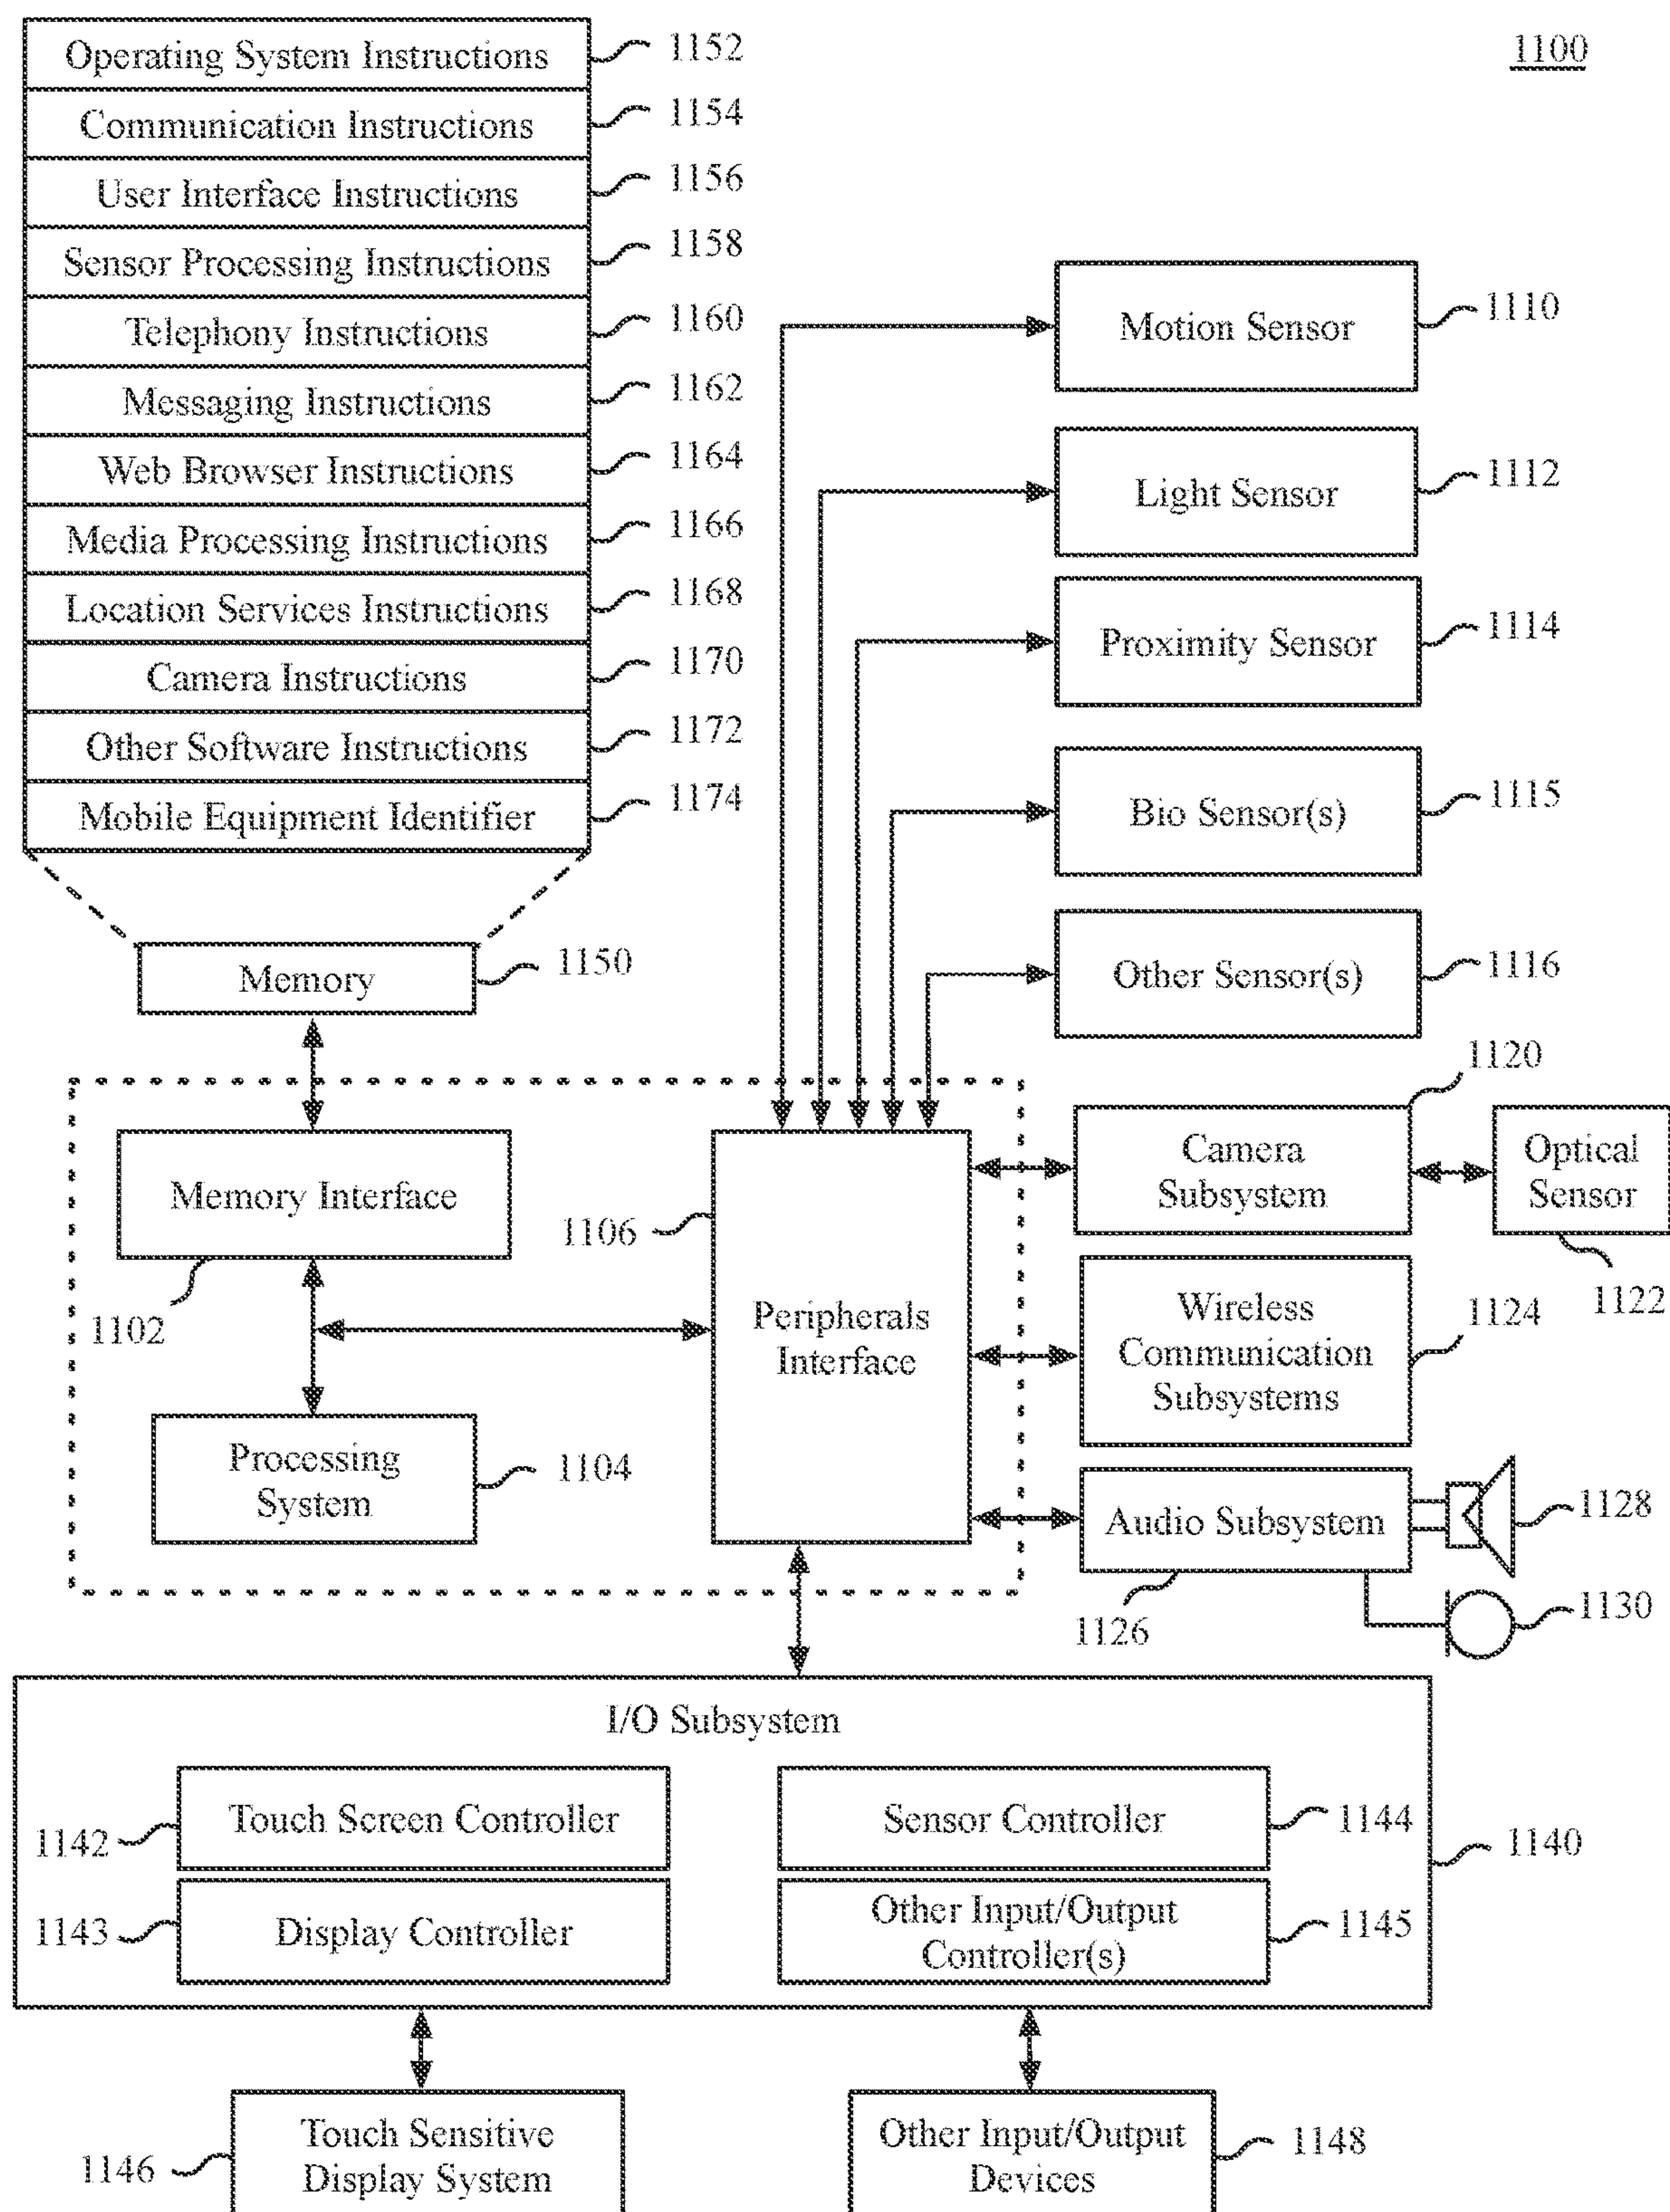 1100
Operating System Instructions
1152
Communication Instructions
1154
User Interface Instructions
1156
Sensor Processing Instructions
1158
Telephony Instructions
1160
Messaging Instructions
1162
Web Browser Instructions
1164
Media Processing Instructions
1166
Location Services Instructions
1168
Camera Instructions
1170
Other Software Instructions
1172
Mobile Equipment Identifier
1174
Memory
1150
Motion Sensor
1110
Light Sensor
1112
Proximity Sensor
1114
Bio Sensor(s)
1115
Other Sensor(s)
1116
Memory Interface
1102
Processing
System
1104
1106
Peripherals
Interface
1120
Camera
Subsystem
Optical
Sensor
1122
Wireless
Communication
Subsystems
1124
Audio Subsystem
1126
1128
1130
I/O Subsystem
1140
1142
Touch Screen Controller
Sensor Controller
1144
1143
Display Controller
Other Input/Output
Controller(s)
1145
1146
Touch Sensitive
Display System
Other Input/Output
Devices
1148